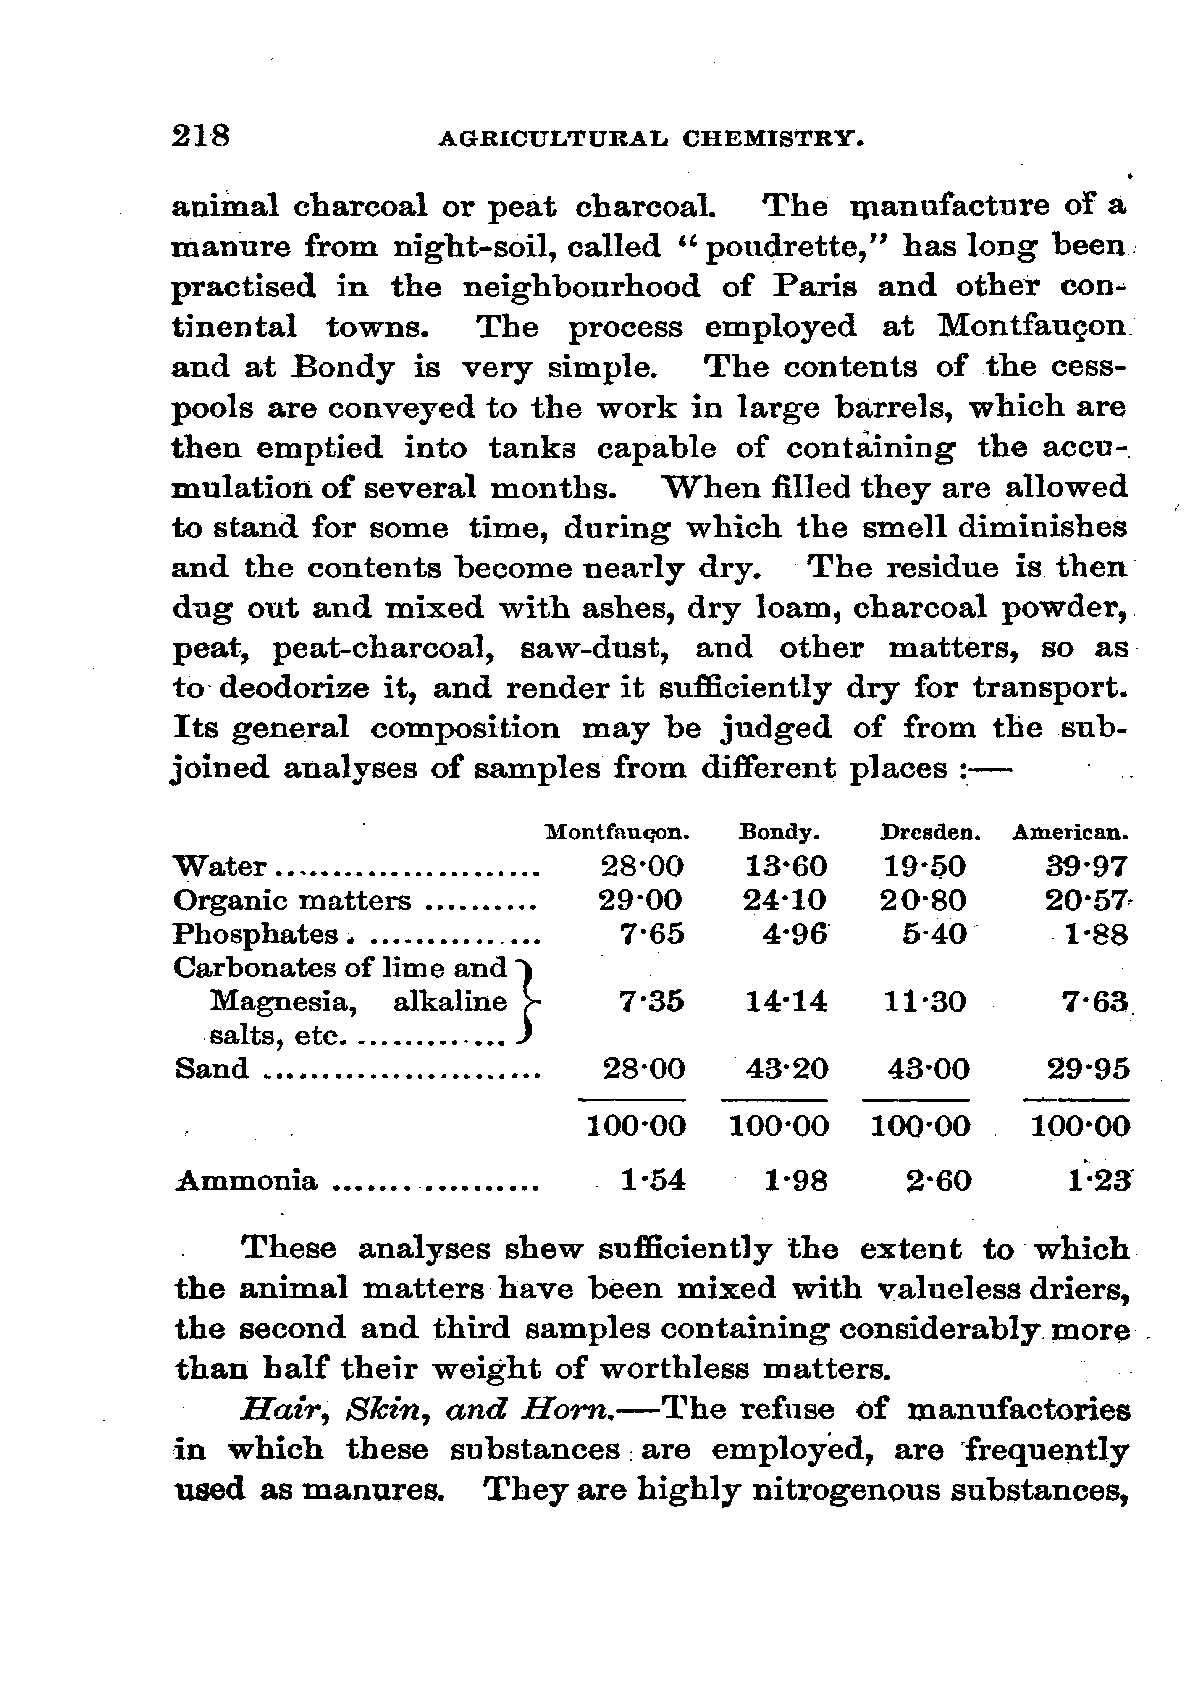 218 AGRICULTURAL CHEMISTRY.
animal charcoal or peat charcoal. The manufacture of a
manure from night-soil, called “poudrette,” has long been
practised in the neighbourhood of Paris and other con-
tinental towns. The process employed at Montfauçon
and at Bondy is very simple. The contents of the cess-
pools are conveyed to the work in large barrels, which are
then emptied into tanks capable of containing the accu-
mulation of several months. When filled they are allowed
to stand for some time, during which the smell diminishes
and the contents become nearly dry. The residue is then
dug out and mixed with ashes, dry loam, charcoal powder,
peat, peat-charcoal, saw-dust, and other matters, so as
to deodorize it, and render it sufficiently dry for transport.
Its general composition may be judged of from the sub-
joined analyses of samples from different places :—
Montfauçon. Bondy. Dresden. American.
Water ....................... 28·00 13·60 19·50 39·97
Organic matters .......... 29·00 24·10 20·80 20·57
Phosphates . ............... 7·65 4·96 5·40 1·88
Carbonates of lime and }
Magnesia, alkaline } 7·35 14·14 11·30 7·63
salts, etc. ............. }
Sand ........................ 28·00 43·20 43·00 29·95
100·00 100·00 100·00 100·00
Ammonia .................. 1·54 1·98 2·60 1·23
These analyses shew sufficiently the extent to which
the animal matters have been mixed with valueless driers,
the second and third samples containing considerably more
than half their weight of worthless matters.
Hair, Skin, and Horn.—The refuse of manufactories
in which these substances are employed, are frequently
used as manures. They are highly nitrogenous substances,